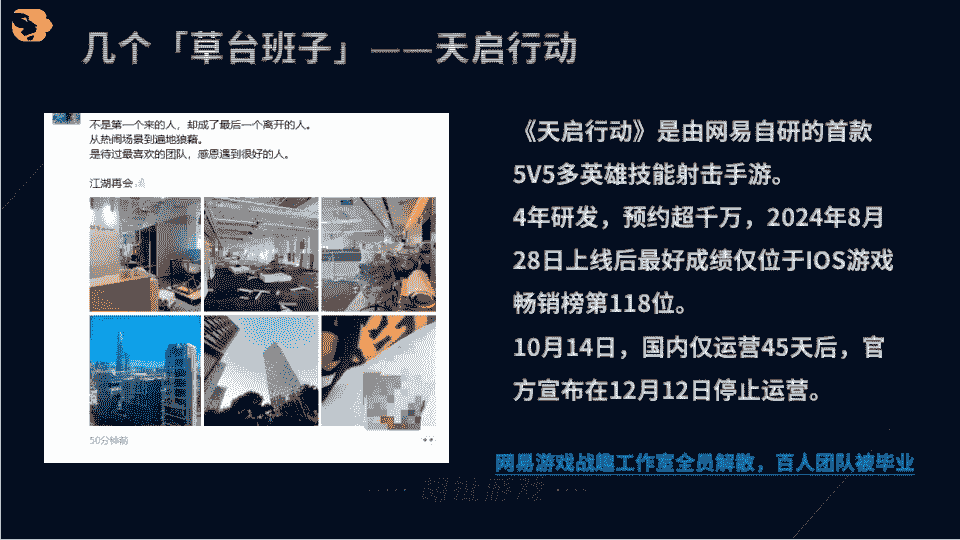 几个「草台班子」——天启行动
不是第一个来的人，却成了最后一个离开的人。
从热闹场景到遍地狼藉。
是待过最喜欢的团队，感恩遇到很好的人。
江湖再会
50分钟前
《天启行动》是由网易自研的首款
5V5多英雄技能射击手游。
4年研发，预约超千万，2024年8月
28日上线后最好成绩仅位于IOS游戏
畅销榜第118位。
10月14日，国内仅运营45天后，官
方宣布在12月12日停止运营。
网易游戏战趣工作室全员解散，百人团队被毕业